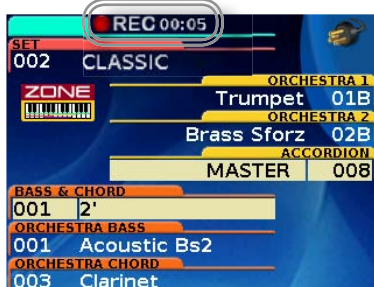 REC 00:05
SET
002 CLASSIC
ZONE
ORCHESTRA 1
Trumpet 01B
ORCHESTRA 2
Brass Sforz 02B
ACCORDION
MASTER 008
BASS & CHORD
001 2'
ORCHESTRA BASS
001 Acoustic Bs2
ORCHESTRA CHORD
003 Clarinet